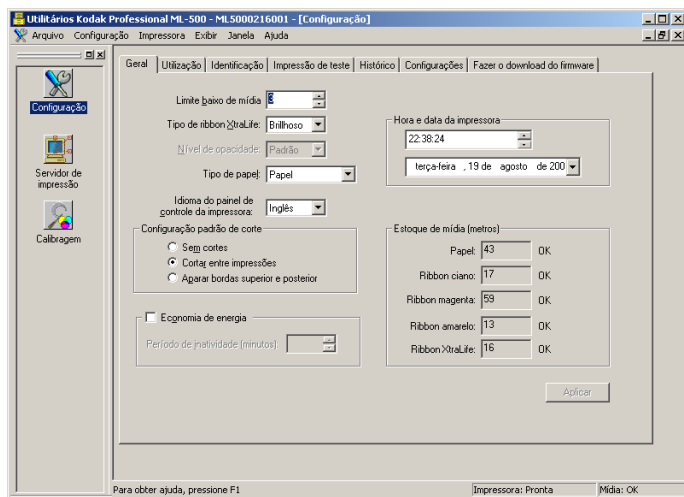 Utilitários Kodak Professional ML-500 - ML5000216001 - [Configuração]
Arquivo Configuração Impressora Exibir Janela Ajuda
Configuração
Servidor de
impressão
Calibragem
Geral Utilização Identificação Impressão de teste Histórico Configurações Fazer o download do firmware
Limite baixo de mídia 3
Tipo de ribbon XtraLife: Brilhoso
Nível de opacidade: Padrão
Tipo de papel: Papel
Idioma do painel de
controle da impressora: Inglês
Configuração padrão de corte
Sem cortes
Cortar entre impressões
Aparar bordas superior e posterior
Economia de energia
Período de inatividade (minutos):
Hora e data da impressora
22:38:24
terça-feira , 19 de agosto de 200
Estoque de mídia (metros)
Papel: 43 OK
Ribbon ciano: 17 OK
Ribbon magenta: 59 OK
Ribbon amarelo: 13 OK
Ribbon XtraLife: 16 OK
Aplicar
Para obter ajuda, pressione F1 Impressora: Pronta Mídia: OK